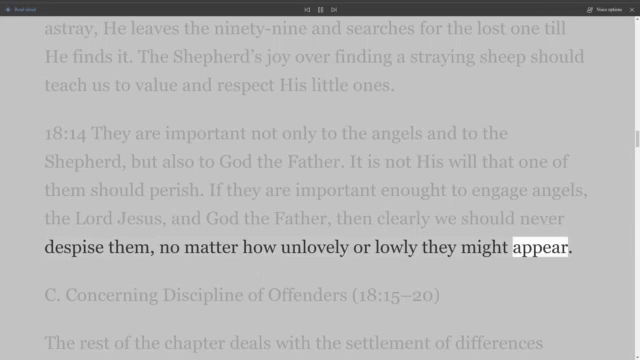 Read aloud
Voice options
astray, He leaves the ninety-nine and searches for the lost one till
He finds it. The Shepherd's joy over finding a straying sheep should
teach us to value and respect His little ones.
18:14 They are important not only to the angels and to the
Shepherd, but also to God the Father. It is not His will that one of
them should perish. If they are important enought to engage angels,
the Lord Jesus, and God the Father, then clearly we should never
despise them, no matter how unlovely or lowly they might appear.
C. Concerning Discipline of Offenders (18:15–20)
The rest of the chapter deals with the settlement of differences